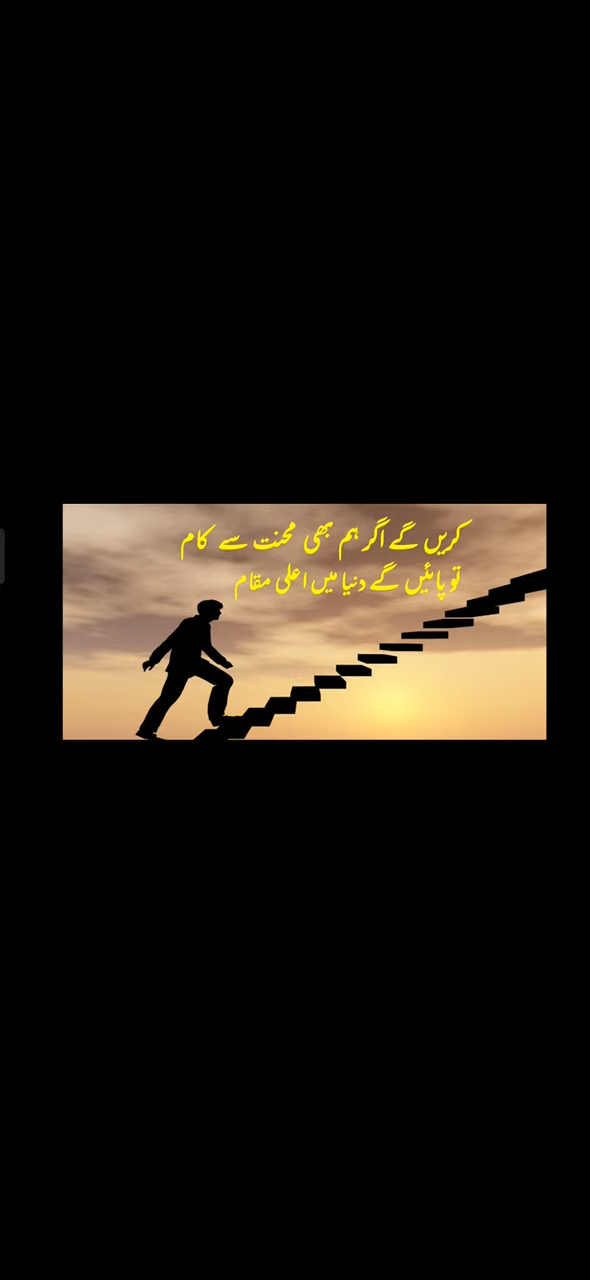 کریں گے اگر ہم بھی محنت سے کام
تو پائیں گے دنیا میں اعلی مقام